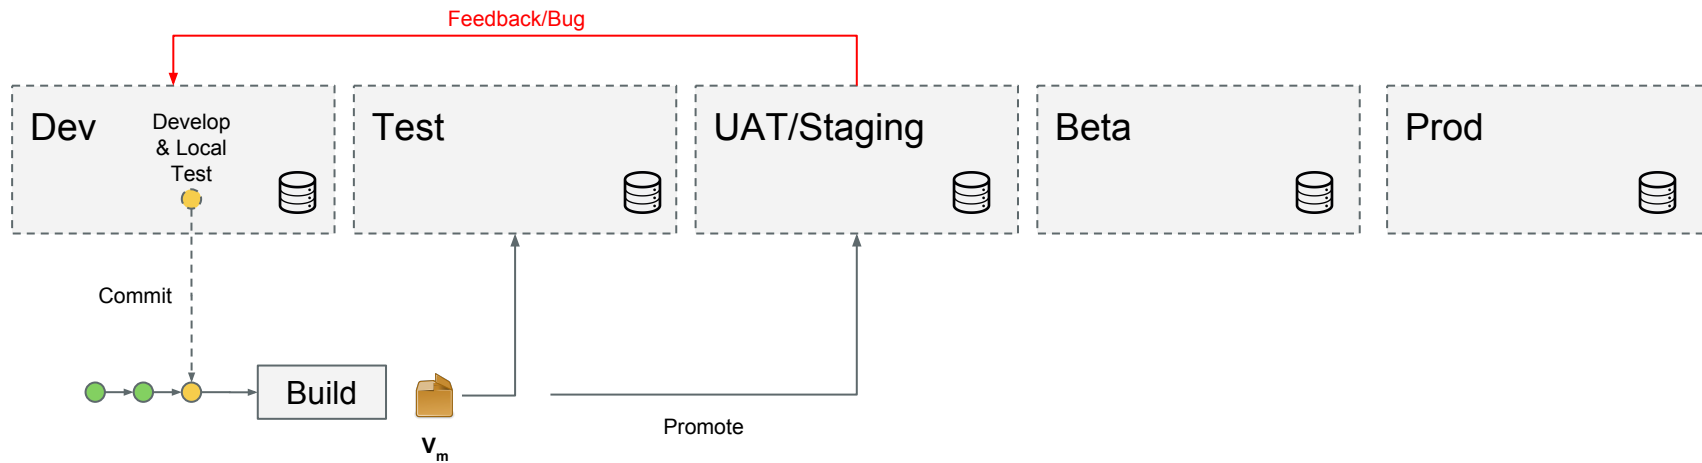 Feedback/Bug
Dev
Develop
& Local
Test
Test
UAT/Staging
Beta
Prod
Commit
Build
Vm
Promote